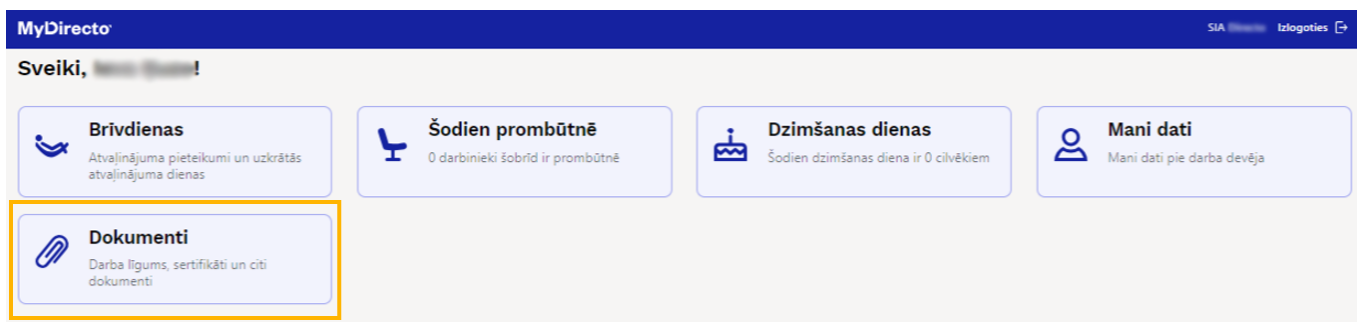 MyDirecto
SIA Izlogoties
Sveiki, !
Brīvdienas
Atvaļinājuma pieteikumi un uzkrātās
atvaļinājuma dienas
Šodien prombūtnē
0 darbinieki šobrīd ir prombūtnē
Dzimšanas dienas
Šodien dzimšanas diena ir 0 cilvēkiem
Mani dati
Mani dati pie darba devēja
Dokumenti
Darba līgums, sertifikāti un citi
dokumenti